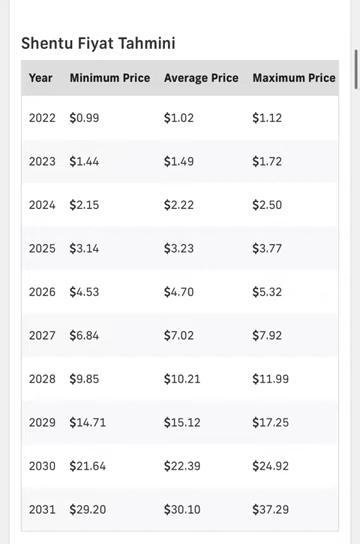 Shentu Fiyat Tahmini
Year Minimum Price Average Price Maximum Price
2022 $0.99 $1.02 $1.12
2023 $1.44 $1.49 $1.72
2024 $2.15 $2.22 $2.50
2025 $3.14 $3.23 $3.77
2026 $4.53 $4.70 $5.32
2027 $6.84 $7.02 $7.92
2028 $9.85 $10.21 $11.99
2029 $14.71 $15.12 $17.25
2030 $21.64 $22.39 $24.92
2031 $29.20 $30.10 $37.29